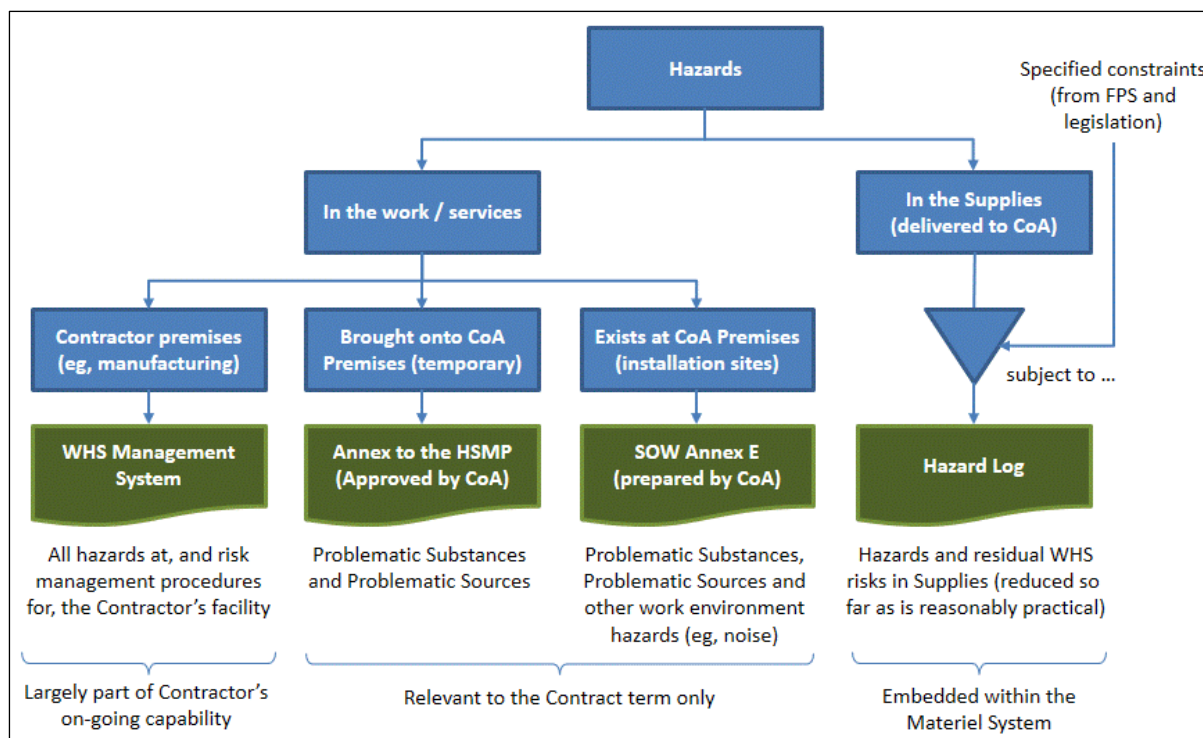 Hazards
Specified constraints
(from FPS and
legislation)
In the work / services
In the Supplies
(delivered to CoA)
Contractor premises
(eg, manufacturing)
Brought onto CoA
Premises (temporary)
Exists at CoA Premises
(installation sites)
subject to ...
WHS Management
System
Annex to the HSMP
(Approved by CoA)
SOW Annex E
(prepared by CoA)
Hazard Log
All hazards at, and risk
management procedures
for, the Contractor’s facility
Problematic Substances
and Problematic Sources
Problematic Substances,
Problematic Sources and
other work environment
hazards (eg, noise)
Hazards and residual WHS
risks in Supplies (reduced so
far as is reasonably practical)
Largely part of Contractor’s
on-going capability
Relevant to the Contract term only
Embedded within the
Materiel System